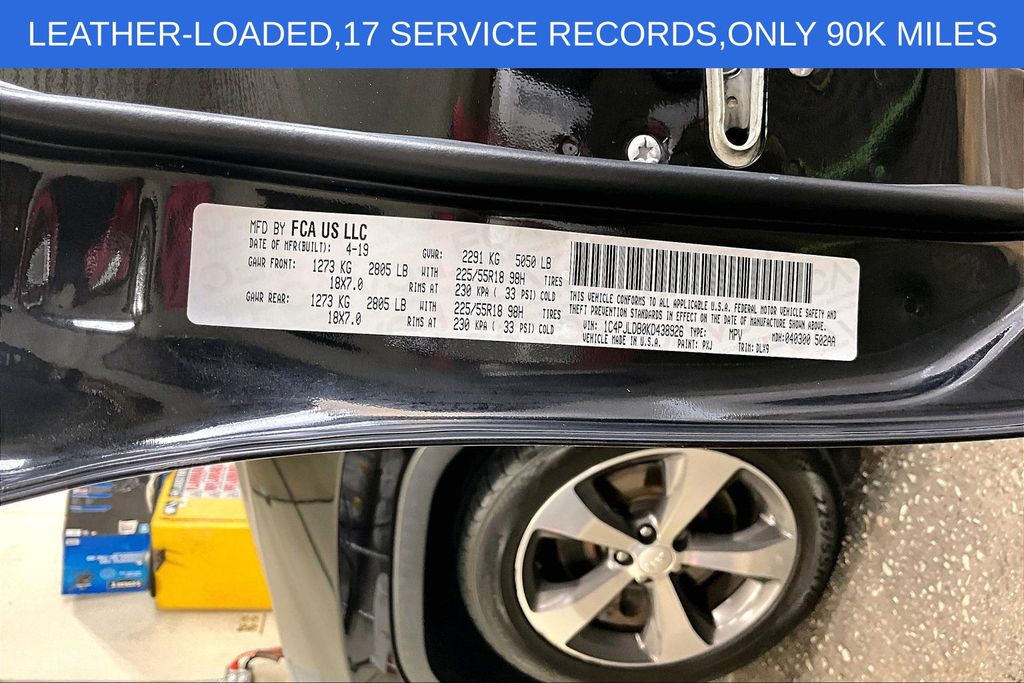 LEATHER-LOADED,17 SERVICE RECORDS,ONLY 90K MILES
MFD BY FCA US LLC
DATE OF MFR(BUILT): 4-19
GVWR: 2291 KG 5050 LB
GAWR FRONT: 1273 KG 2805 LB WITH 225/55R18 98H TIRES
18X7.0 RIMS AT 230 KPA ( 33 PSI) COLD
GAWR REAR: 1273 KG 2805 LB WITH 225/55R18 98H TIRES
18X7.0 RIMS AT 230 KPA ( 33 PSI) COLD
THIS VEHICLE CONFORMS TO ALL APPLICABLE U.S. FEDERAL MOTOR VEHICLE SAFETY AND
THEFT PREVENTION STANDARDS IN EFFECT ON THE DATE OF MANUFACTURE SHOWN ABOVE.
VIN: 1C4PJLDB0KD438926 TYPE: MPV MDH:040300 502AA
VEHICLE MADE IN U.S.A. PAINT: PXJ TRIM: DLX9